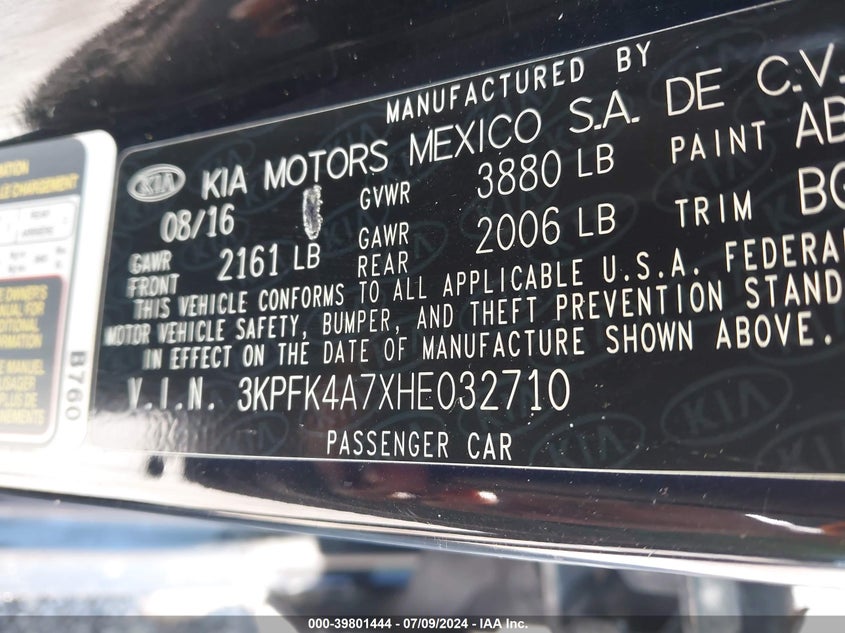 MANUFACTURED BY
KIA KIA MOTORS MEXICO S.A. DE C.V.
08/16 GVWR 3880 LB PAINT AB
GAWR FRONT 2161 LB GAWR REAR 2006 LB TRIM BG
THIS VEHICLE CONFORMS TO ALL APPLICABLE U.S.A. FEDERA
MOTOR VEHICLE SAFETY, BUMPER, AND THEFT PREVENTION STAND
IN EFFECT ON THE DATE OF MANUFACTURE SHOWN ABOVE.
V.I.N. 3KPFK4A7XHE032710
PASSENGER CAR
B760
000-39801444 - 07/09/2024 - IAA Inc.